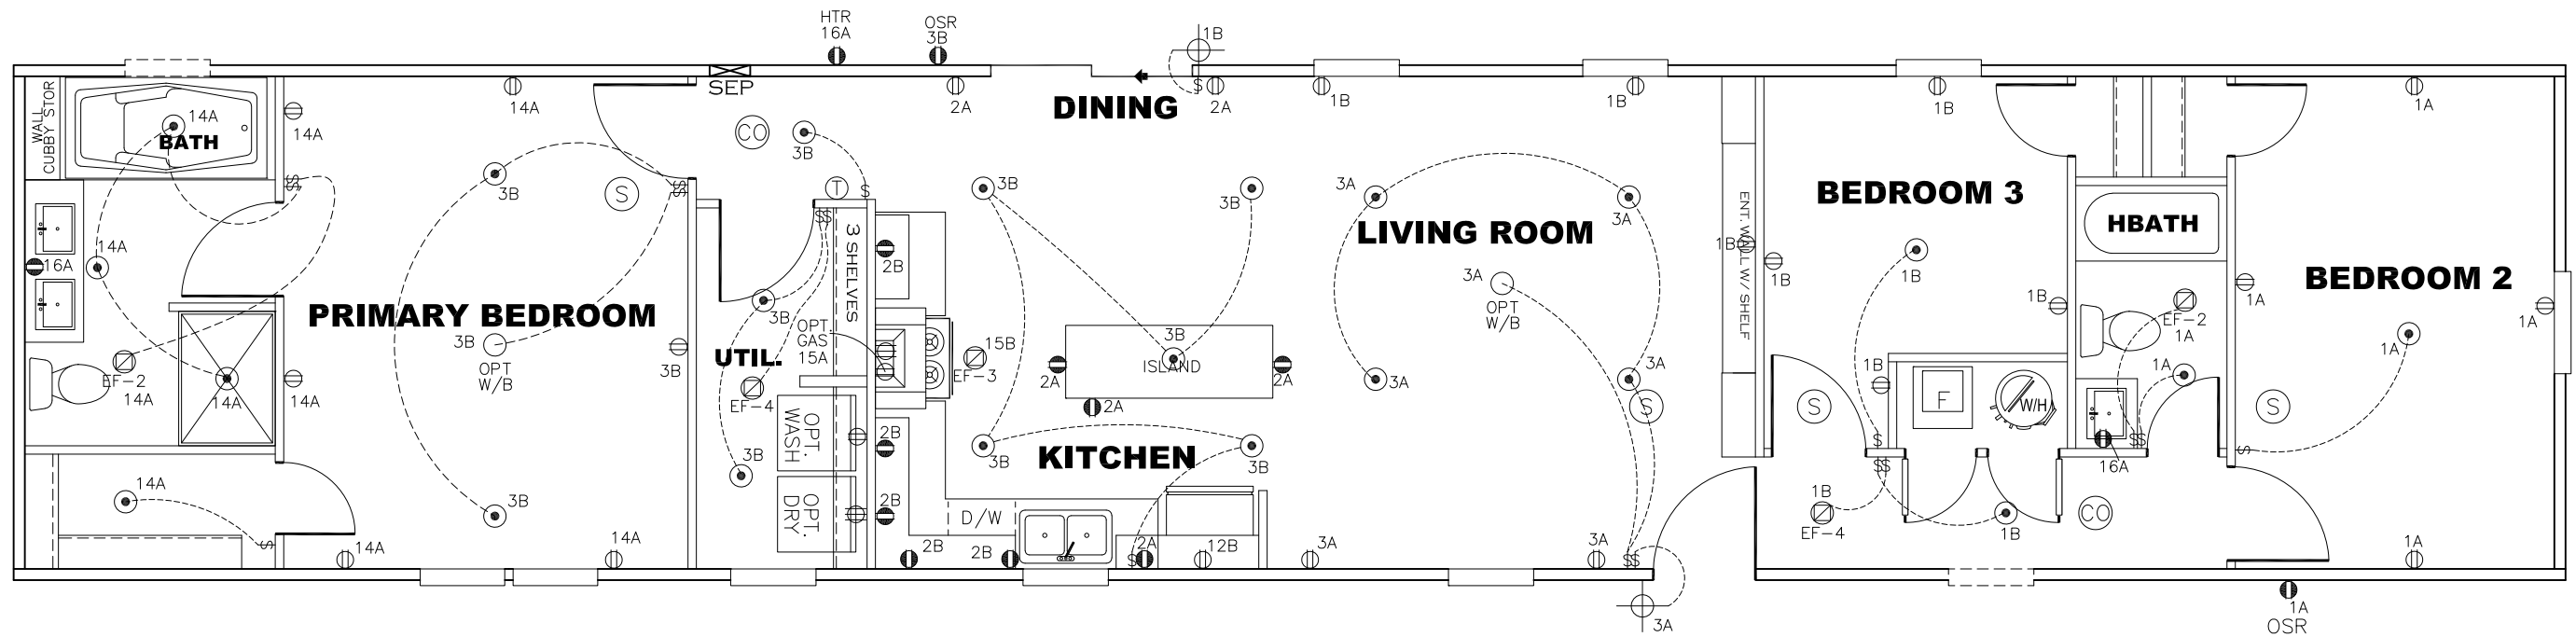 HTR
16A
OSR
3B
1B
WALL
CUBBY STOR
14A
BATH
14A
14A
SEP
CO
3B
2A
DINING
S
2A
1B
1B
1B
1A
$$
3B
S
$$
T
S
3B
3B
3A
3A
LIVING ROOM
ENT. WALL W/ SHELF
1B
1B
BEDROOM 3
1B
HBATH
BEDROOM 2
1A
1A
14A
16A
PRIMARY BEDROOM
3B
OPT
W/B
3B
$$
3 SHELVES
2B
3B
OPT.
GAS
15A
UTIL.
EF-4
15B
EF-3
3B
ISLAND
2A
2A
2A
3A
OPT
W/B
3A
3A
S
1B
1B
S
F
W/H
EF-2
1A
1A
1A
S
EF-2
14A
14A
14A
OPT.
WASH
2B
3B
3B
KITCHEN
3B
S
$$
$$
16A
S
14A
S
3B
OPT.
DRY
2B
D/W
1B
EF-4
1B
CO
14A
14A
2B
2B
S
2A
12B
3A
3A
$$
1A
3A
1A
OSR